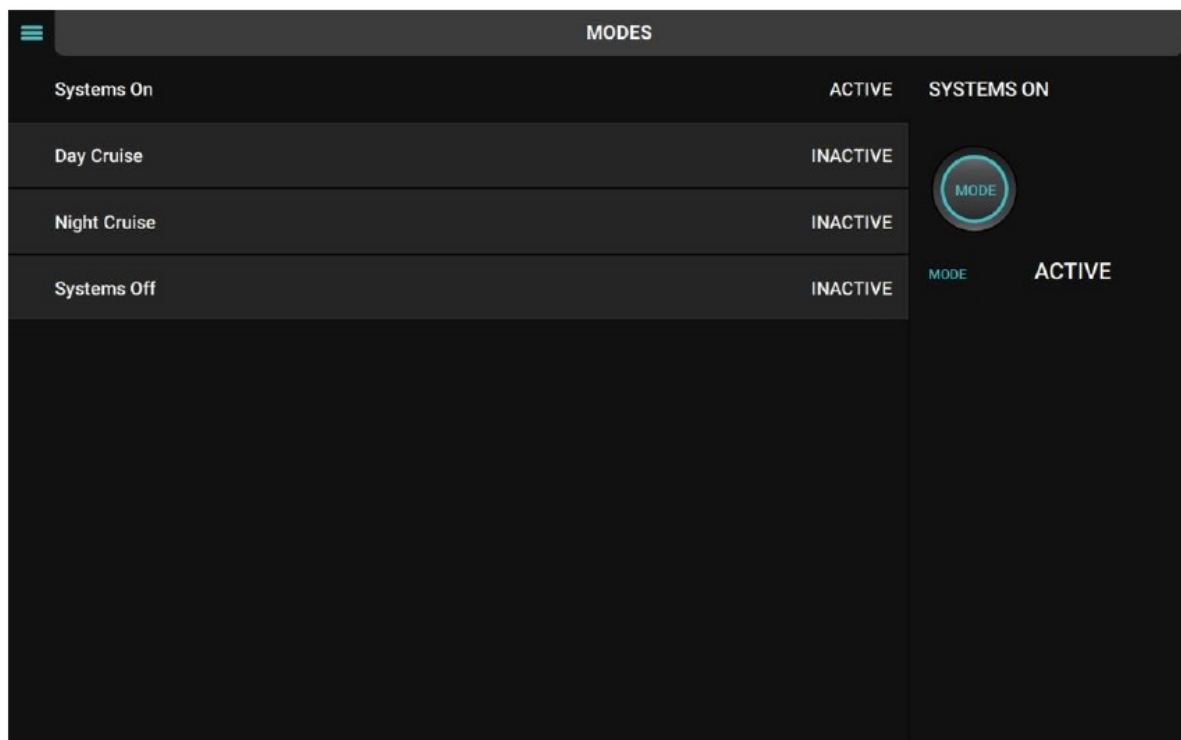 MODES
Systems On ACTIVE
Day Cruise INACTIVE
Night Cruise INACTIVE
Systems Off INACTIVE
SYSTEMS ON
MODE
MODE ACTIVE